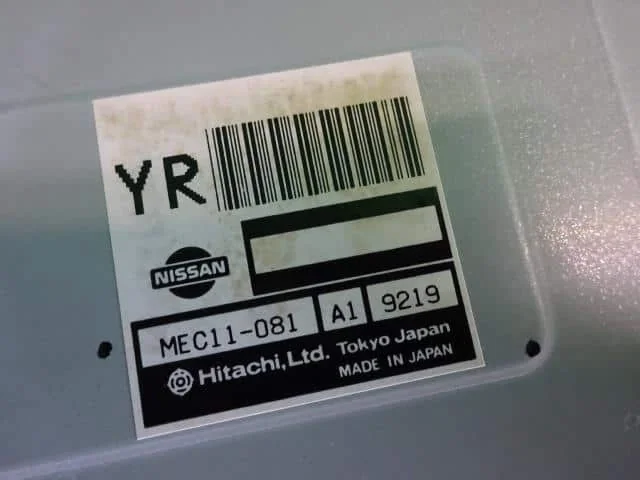 YR
NISSAN
MEC11-081 A1 9219
Hitachi, Ltd. Tokyo Japan
MADE IN JAPAN